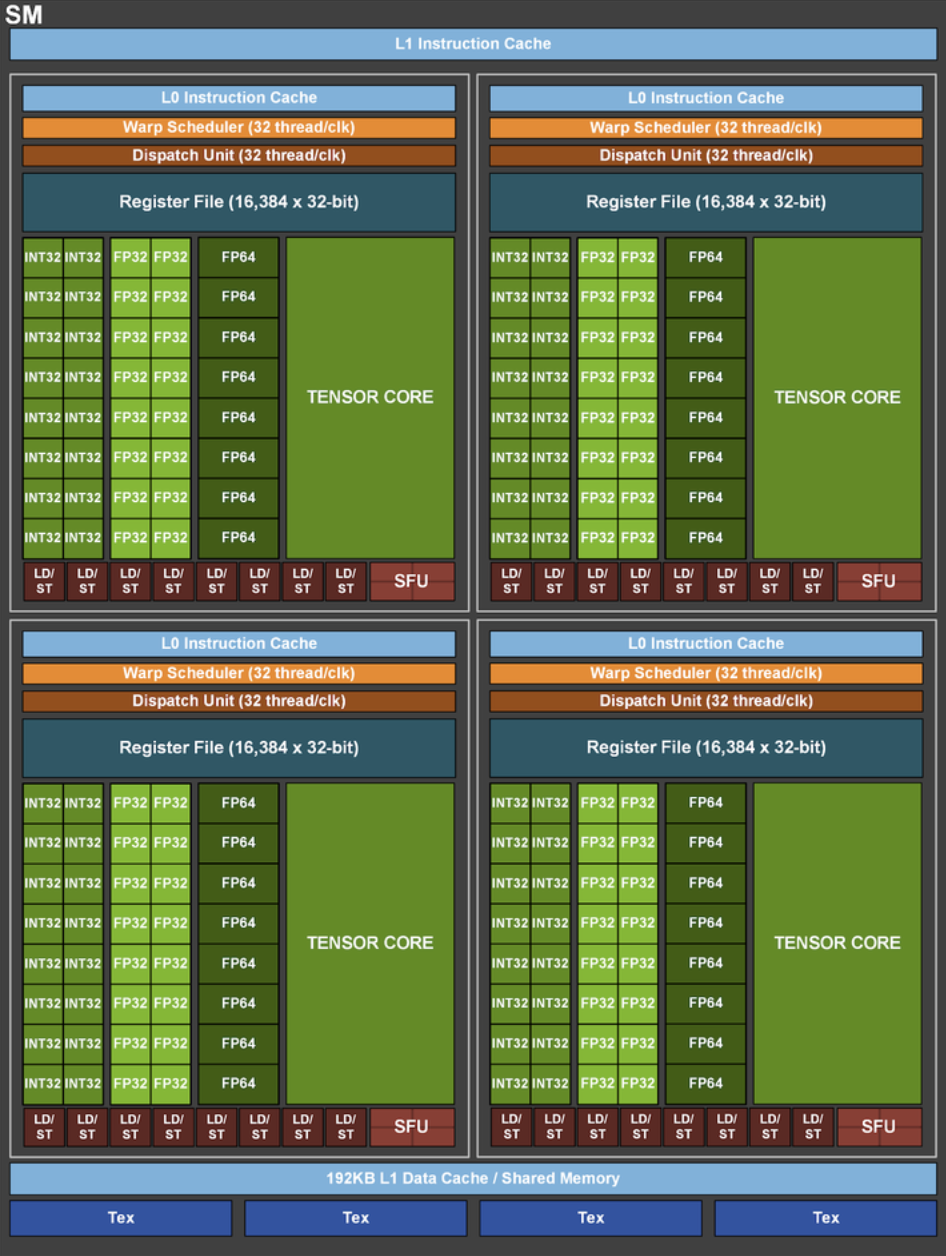 SM
L1 Instruction Cache
L0 Instruction Cache
Warp Scheduler (32 thread/clk)
Dispatch Unit (32 thread/clk)
Register File (16,384 x 32-bit)
INT32 INT32 FP32 FP32 FP64
INT32 INT32 FP32 FP32 FP64
INT32 INT32 FP32 FP32 FP64
INT32 INT32 FP32 FP32 FP64
TENSOR CORE
INT32 INT32 FP32 FP32 FP64
INT32 INT32 FP32 FP32 FP64
INT32 INT32 FP32 FP32 FP64
INT32 INT32 FP32 FP32 FP64
LD/ LD/ LD/ LD/ LD/ LD/ LD/ LD/
ST ST ST ST ST ST ST ST
SFU
L0 Instruction Cache
Warp Scheduler (32 thread/clk)
Dispatch Unit (32 thread/clk)
Register File (16,384 x 32-bit)
INT32 INT32 FP32 FP32 FP64
INT32 INT32 FP32 FP32 FP64
INT32 INT32 FP32 FP32 FP64
INT32 INT32 FP32 FP32 FP64
TENSOR CORE
INT32 INT32 FP32 FP32 FP64
INT32 INT32 FP32 FP32 FP64
INT32 INT32 FP32 FP32 FP64
INT32 INT32 FP32 FP32 FP64
LD/ LD/ LD/ LD/ LD/ LD/ LD/ LD/
ST ST ST ST ST ST ST ST
SFU
L0 Instruction Cache
Warp Scheduler (32 thread/clk)
Dispatch Unit (32 thread/clk)
Register File (16,384 x 32-bit)
INT32 INT32 FP32 FP32 FP64
INT32 INT32 FP32 FP32 FP64
INT32 INT32 FP32 FP32 FP64
INT32 INT32 FP32 FP32 FP64
TENSOR CORE
INT32 INT32 FP32 FP32 FP64
INT32 INT32 FP32 FP32 FP64
INT32 INT32 FP32 FP32 FP64
INT32 INT32 FP32 FP32 FP64
LD/ LD/ LD/ LD/ LD/ LD/ LD/ LD/
ST ST ST ST ST ST ST ST
SFU
L0 Instruction Cache
Warp Scheduler (32 thread/clk)
Dispatch Unit (32 thread/clk)
Register File (16,384 x 32-bit)
INT32 INT32 FP32 FP32 FP64
INT32 INT32 FP32 FP32 FP64
INT32 INT32 FP32 FP32 FP64
INT32 INT32 FP32 FP32 FP64
TENSOR CORE
INT32 INT32 FP32 FP32 FP64
INT32 INT32 FP32 FP32 FP64
INT32 INT32 FP32 FP32 FP64
INT32 INT32 FP32 FP32 FP64
LD/ LD/ LD/ LD/ LD/ LD/ LD/ LD/
ST ST ST ST ST ST ST ST
SFU
192KB L1 Data Cache / Shared Memory
Tex Tex Tex Tex